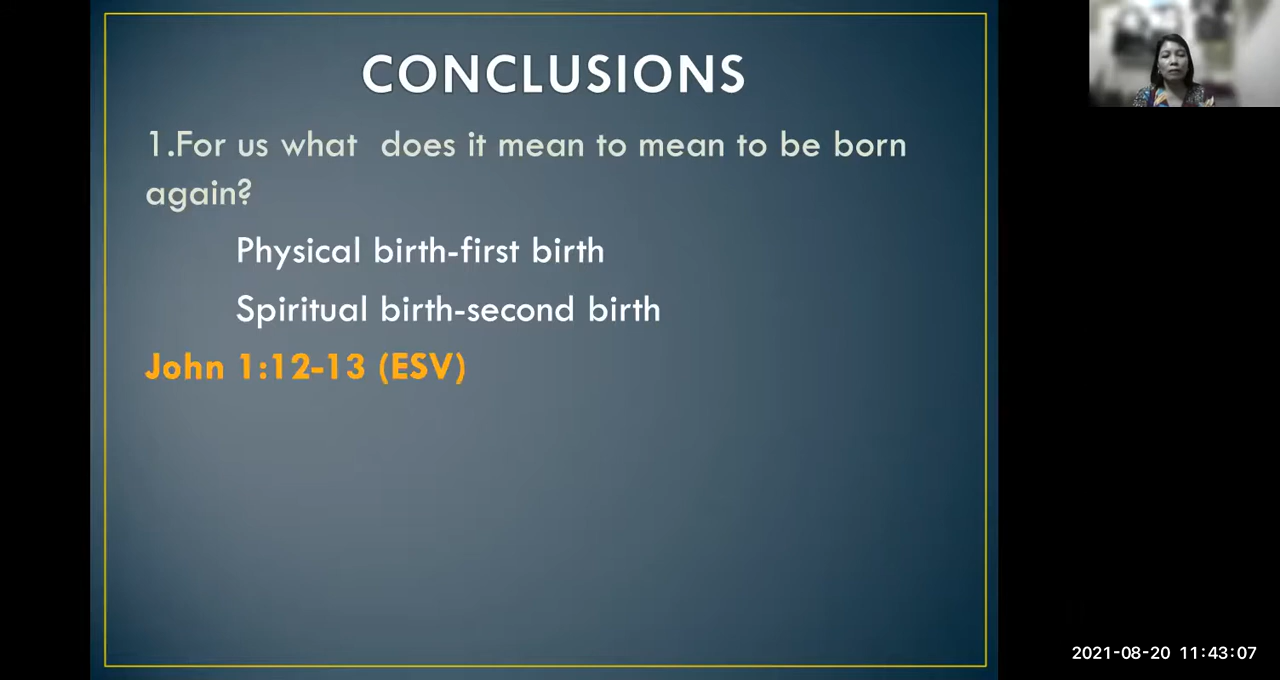 CONCLUSIONS
1.For us what does it mean to mean to be born
again?
Physical birth-first birth
Spiritual birth-second birth
John 1:12-13 (ESV)
2021-08-20 11:43:07